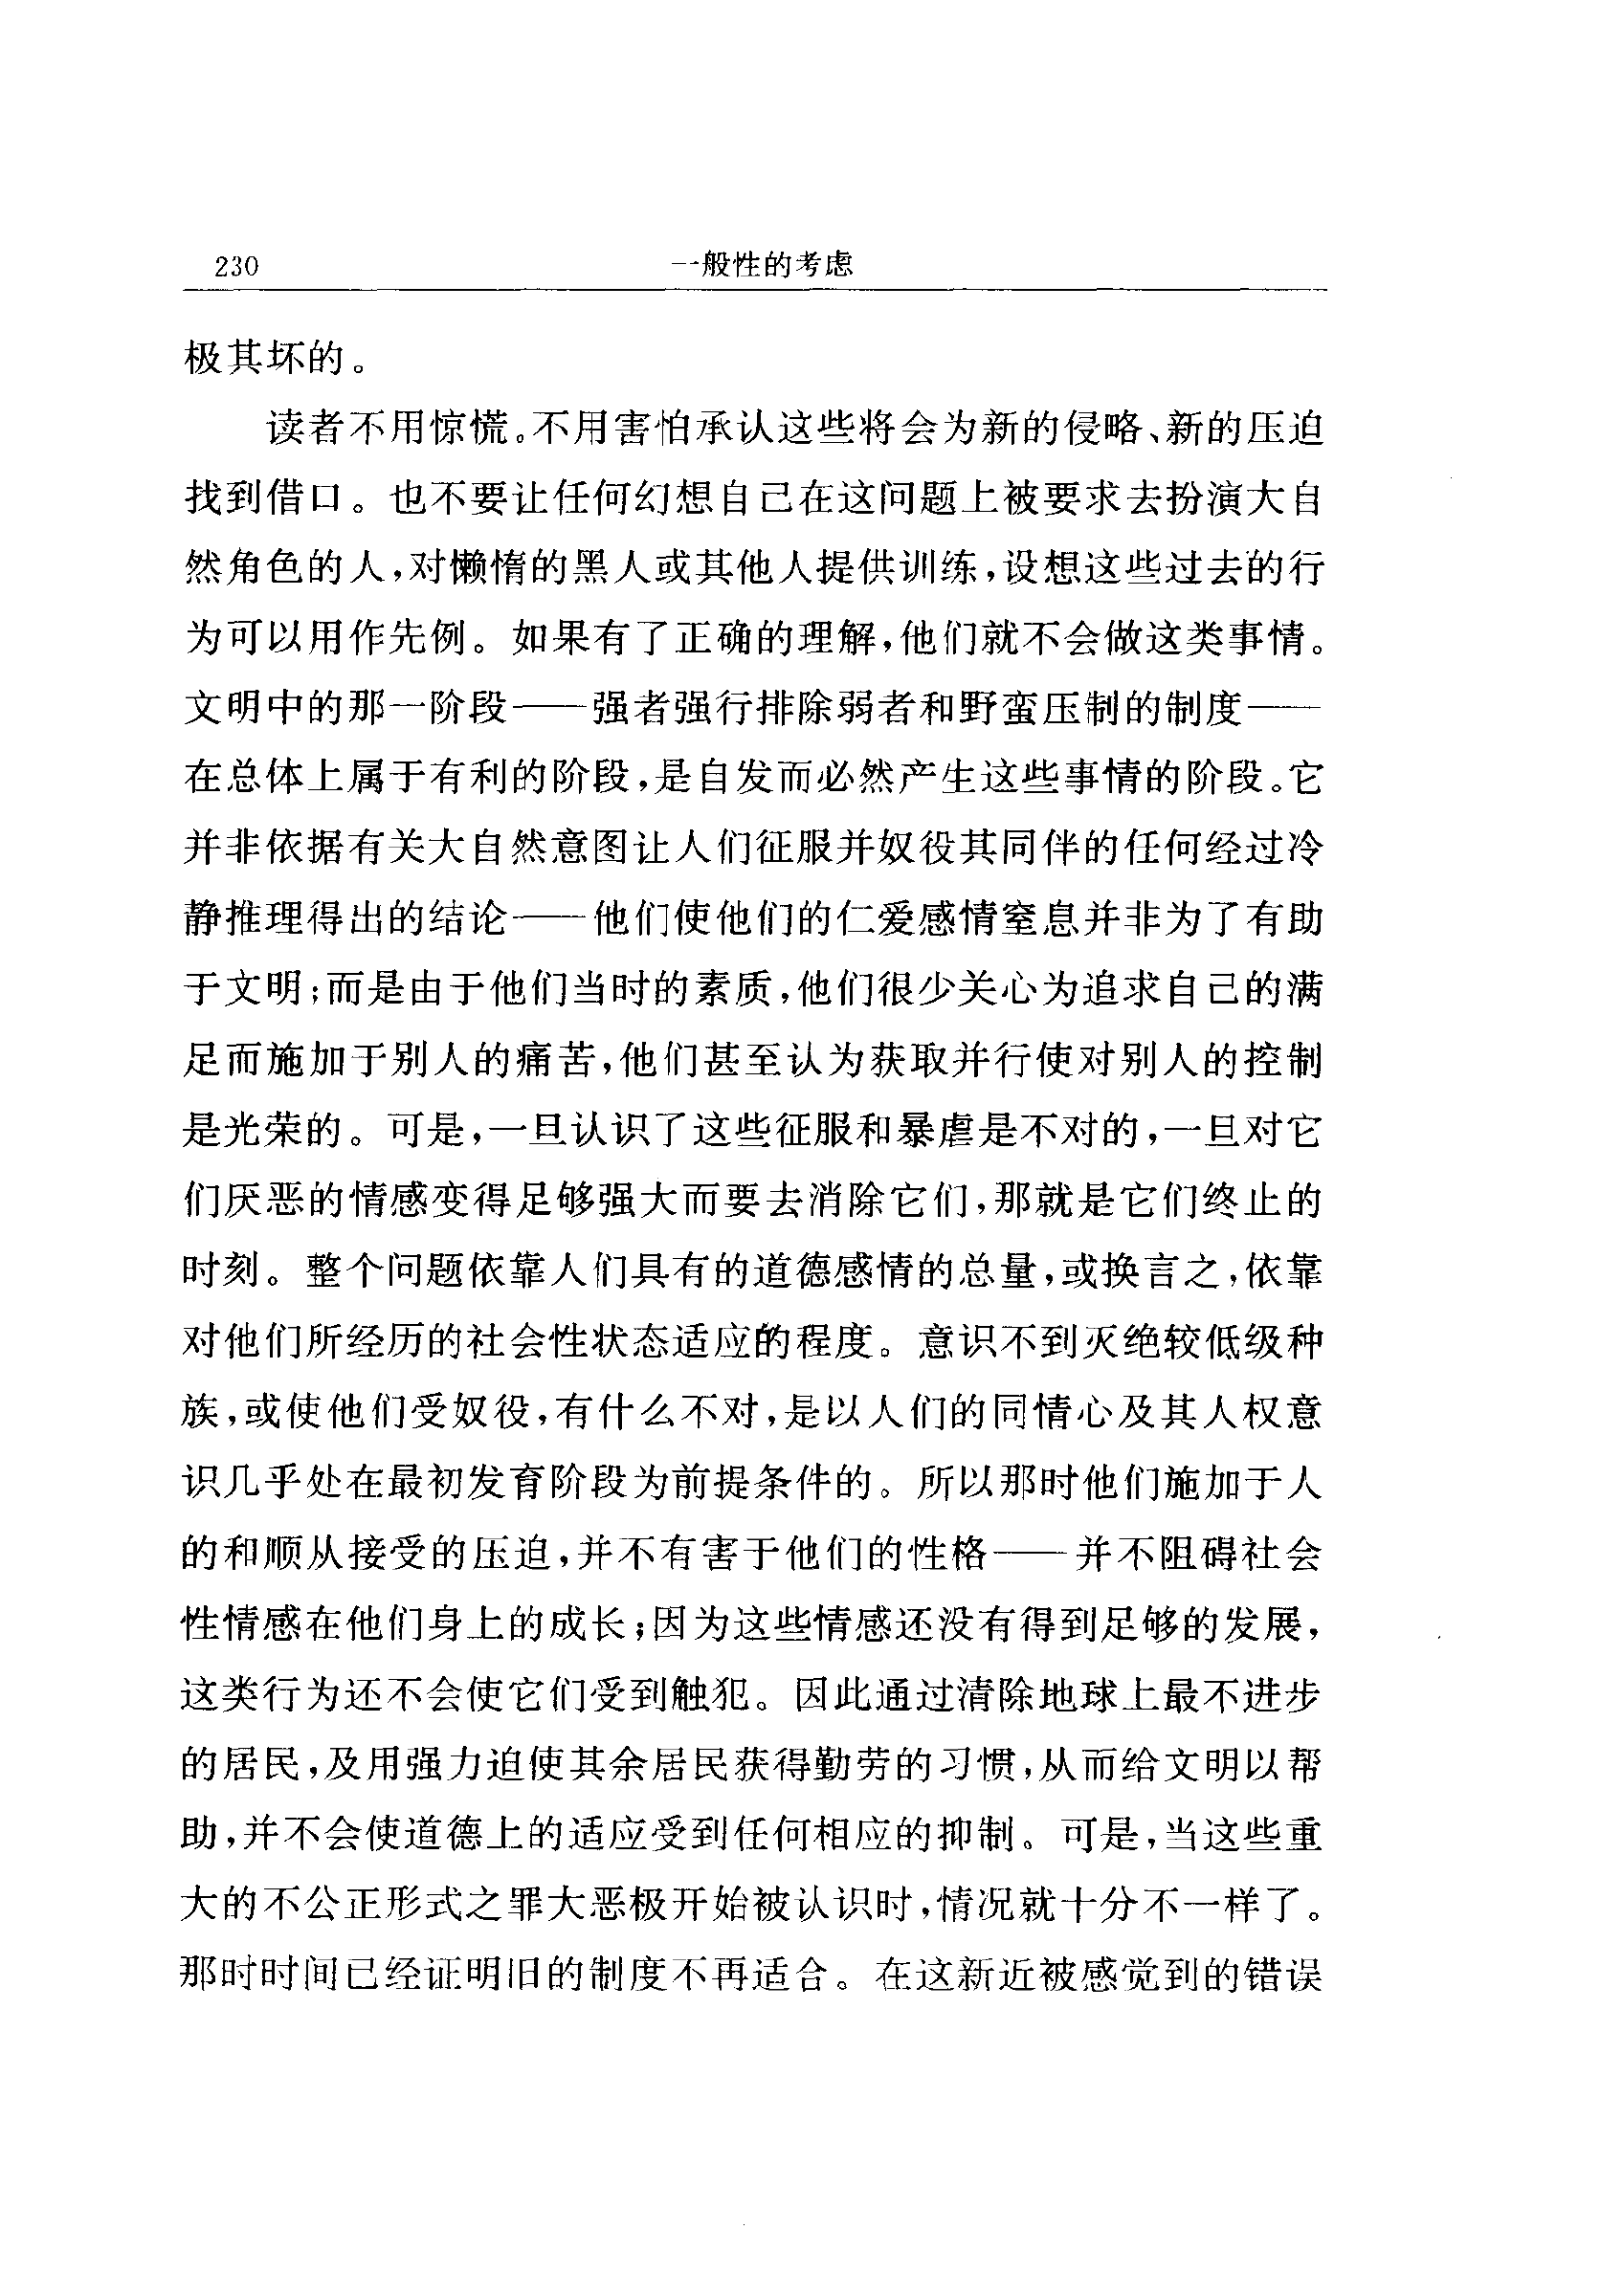 230 一般性的考虑
极其坏的。
读者不用惊慌。不用害怕承认这些将会为新的侵略、新的压迫
找到借口。也不要让任何幻想自己在这问题上被要求去扮演大自
然角色的人，对懒惰的黑人或其他人提供训练，设想这些过去的行
为可以用作先例。如果有了正确的理解，他们就不会做这类事情。
文明中的那一阶段——强者强行排除弱者和野蛮压制的制度——
在总体上属于有利的阶段，是自发而必然产生这些事情的阶段。它
并非依据有关大自然意图让人们征服并奴役其同伴的任何经过冷
静推理得出的结论——他们使他们的仁爱感情窒息并非为了有助
于文明；而是由于他们当时的素质，他们很少关心为追求自己的满
足而施加于别人的痛苦，他们甚至认为获取并行使对别人的控制
是光荣的。可是，一旦认识了这些征服和暴虐是不对的，一旦对它
们厌恶的情感变得足够强大而要去消除它们，那就是它们终止的
时刻。整个问题依靠人们具有的道德感情的总量，或换言之，依靠
对他们所经历的社会性状态适应的程度。意识不到灭绝较低级种
族，或使他们受奴役，有什么不对，是以人们的同情心及其人权意
识几乎处在最初发育阶段为前提条件的。所以那时他们施加于人
的和顺从接受的压迫，并不有害于他们的性格——并不阻碍社会
性情感在他们身上的成长；因为这些情感还没有得到足够的发展，
这类行为还不会使它们受到触犯。因此通过清除地球上最不进步
的居民，及用强力迫使其余居民获得勤劳的习惯，从而给文明以帮
助，并不会使道德上的适应受到任何相应的抑制。可是，当这些重
大的不公正形式之罪大恶极开始被认识时，情况就十分不一样了。
那时时间已经证明旧的制度不再适合。在这新近被感觉到的错误